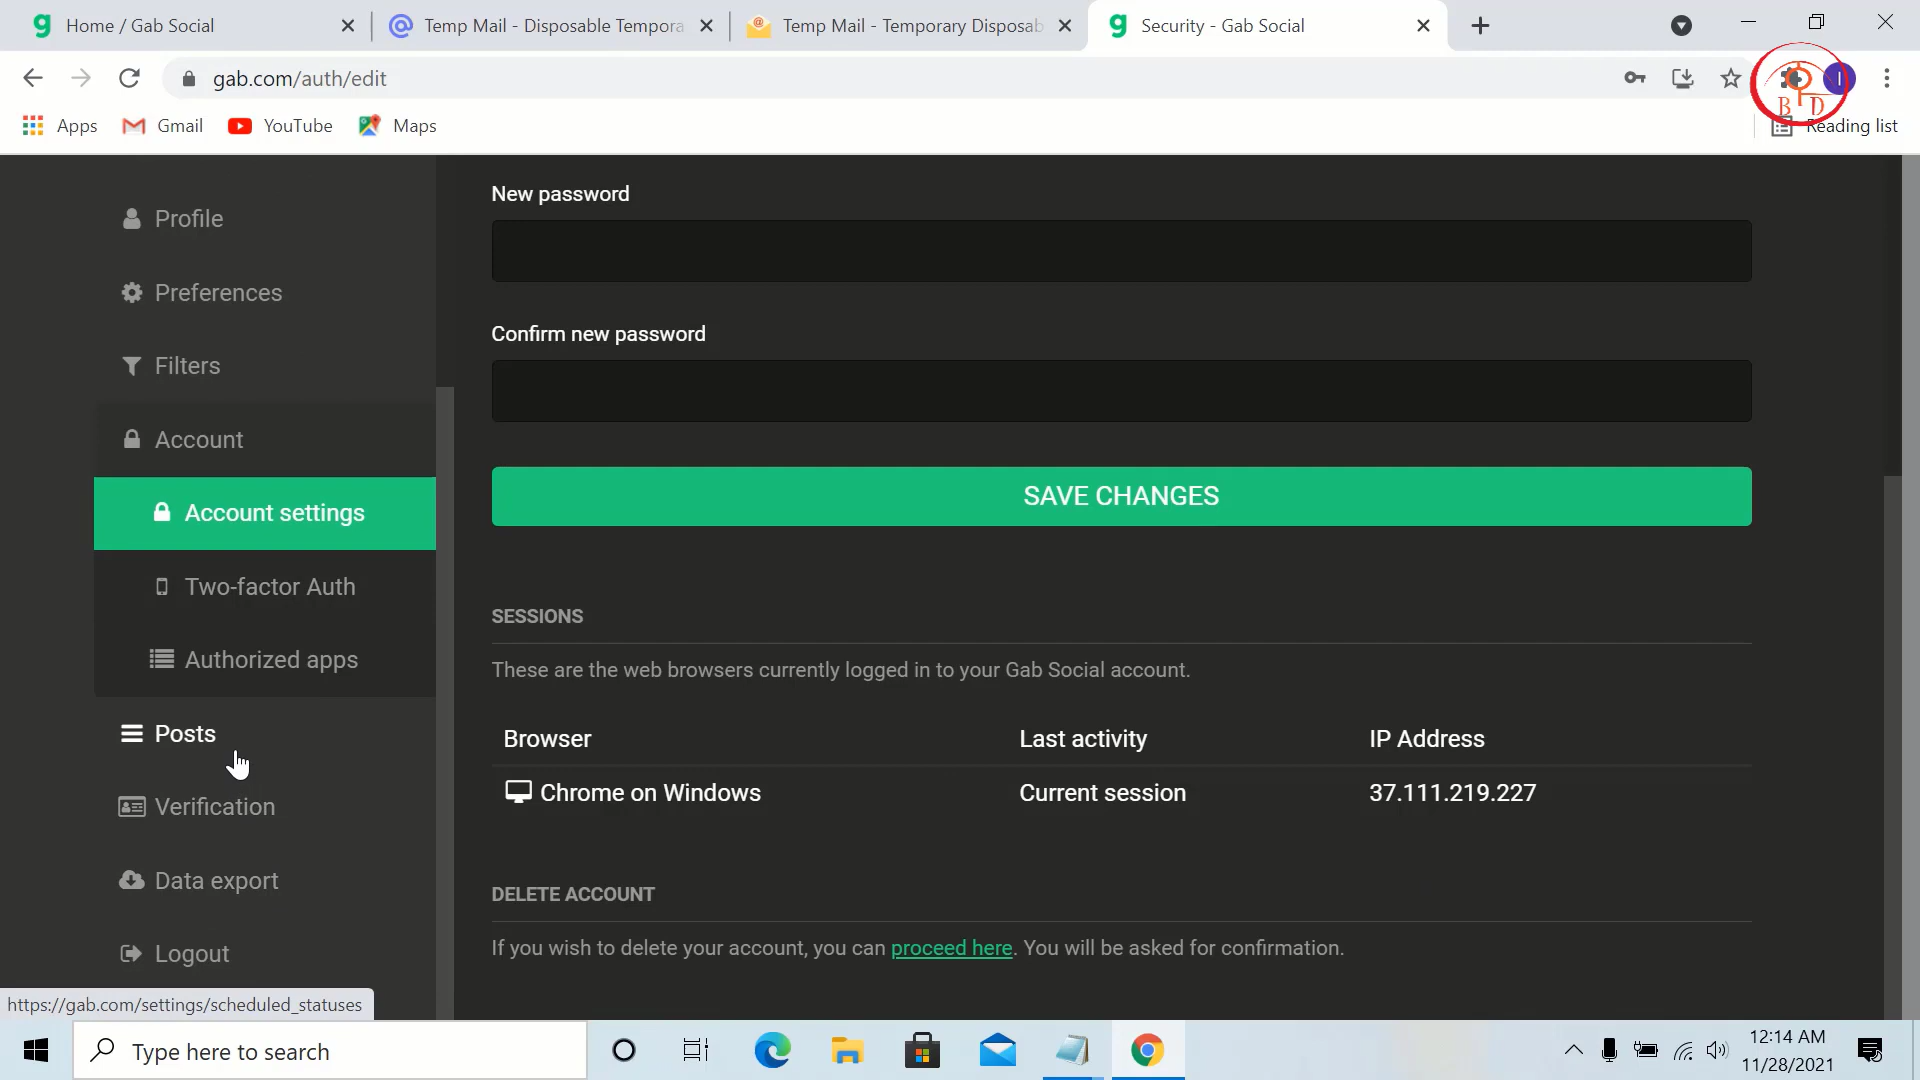 Home / Gab Social
Temp Mail - Disposable Tempora
Temp Mail - Temporary Disposab
Security - Gab Social
gab.com/auth/edit
I
B D
Apps
Gmail
YouTube
Maps
Reading list
Profile
Preferences
Filters
Account
Account settings
Two-factor Auth
Authorized apps
Posts
Verification
Data export
Logout
New password
Confirm new password
SAVE CHANGES
SESSIONS
These are the web browsers currently logged in to your Gab Social account.
Browser Last activity IP Address
Chrome on Windows Current session 37.111.219.227
DELETE ACCOUNT
If you wish to delete your account, you can proceed here. You will be asked for confirmation.
https://gab.com/settings/scheduled_statuses
Type here to search
12:14 AM
11/28/2021